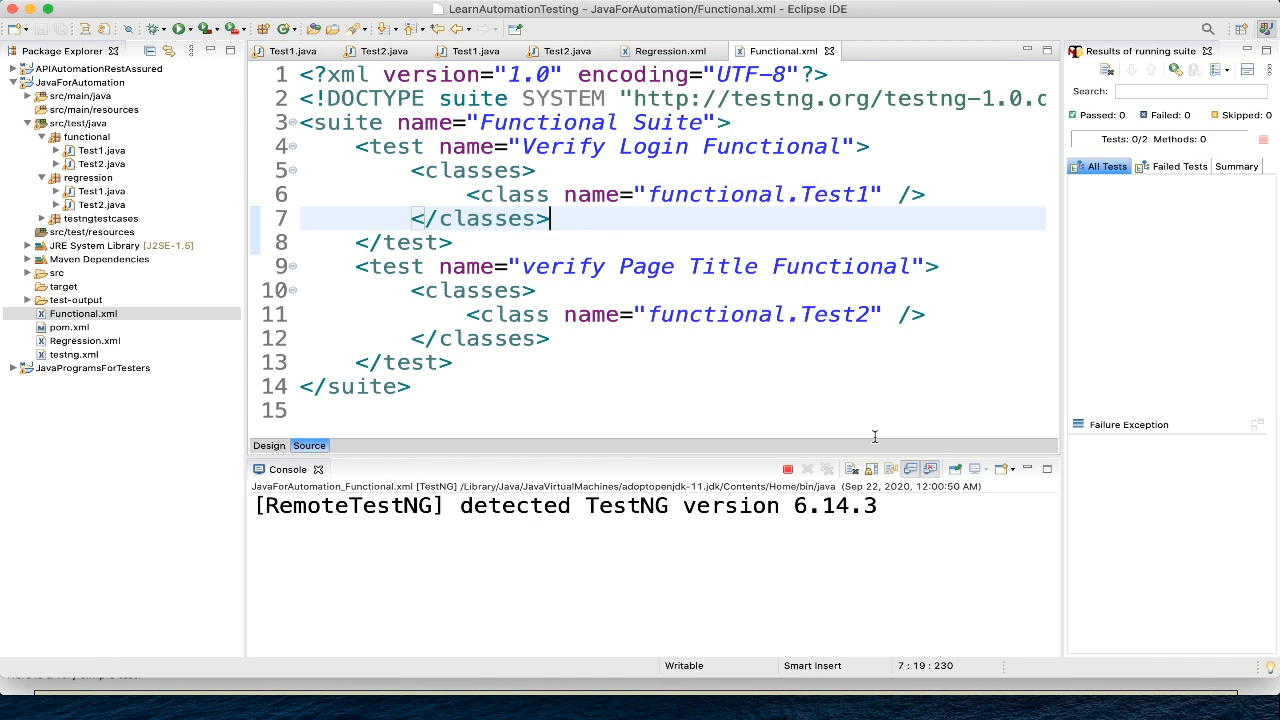 LearnAutomationTesting - JavaForAutomation/Functional.xml - Eclipse IDE
Package Explorer
Test1.java
Test2.java
Test1.java
Test2.java
Regression.xml
Functional.xml
Results of running suite
APIAutomationRestAssured
JavaForAutomation
src/main/java
src/main/resources
src/test/java
functional
Test1.java
Test2.java
regression
Test1.java
Test2.java
testngtestcases
src/test/resources
JRE System Library [J2SE-1.5]
Maven Dependencies
src
target
test-output
Functional.xml
pom.xml
Regression.xml
testng.xml
JavaProgramsForTesters
1 <?xml version="1.0" encoding="UTF-8"?>
2 <!DOCTYPE suite SYSTEM "http://testng.org/testng-1.0.d
3 <suite name="Functional Suite">
4 <test name="Verify Login Functional">
5 <classes>
6 <class name="functional.Test1" />
7 </classes>
8 </test>
9 <test name="verify Page Title Functional">
10 <classes>
11 <class name="functional.Test2" />
12 </classes>
13 </test>
14 </suite>
15
Design Source
Search:
Passed: 0 Failed: 0 Skipped: 0
Tests: 0/2 Methods: 0
All Tests Failed Tests Summary
Failure Exception
Console
JavaForAutomation_Functional.xml [TestNG] /Library/Java/JavaVirtualMachines/adoptopenjdk-11.jdk/Contents/Home/bin/java (Sep 22, 2020, 12:00:50 AM)
[RemoteTestNG] detected TestNG version 6.14.3
Writable Smart Insert 7 : 19 : 230